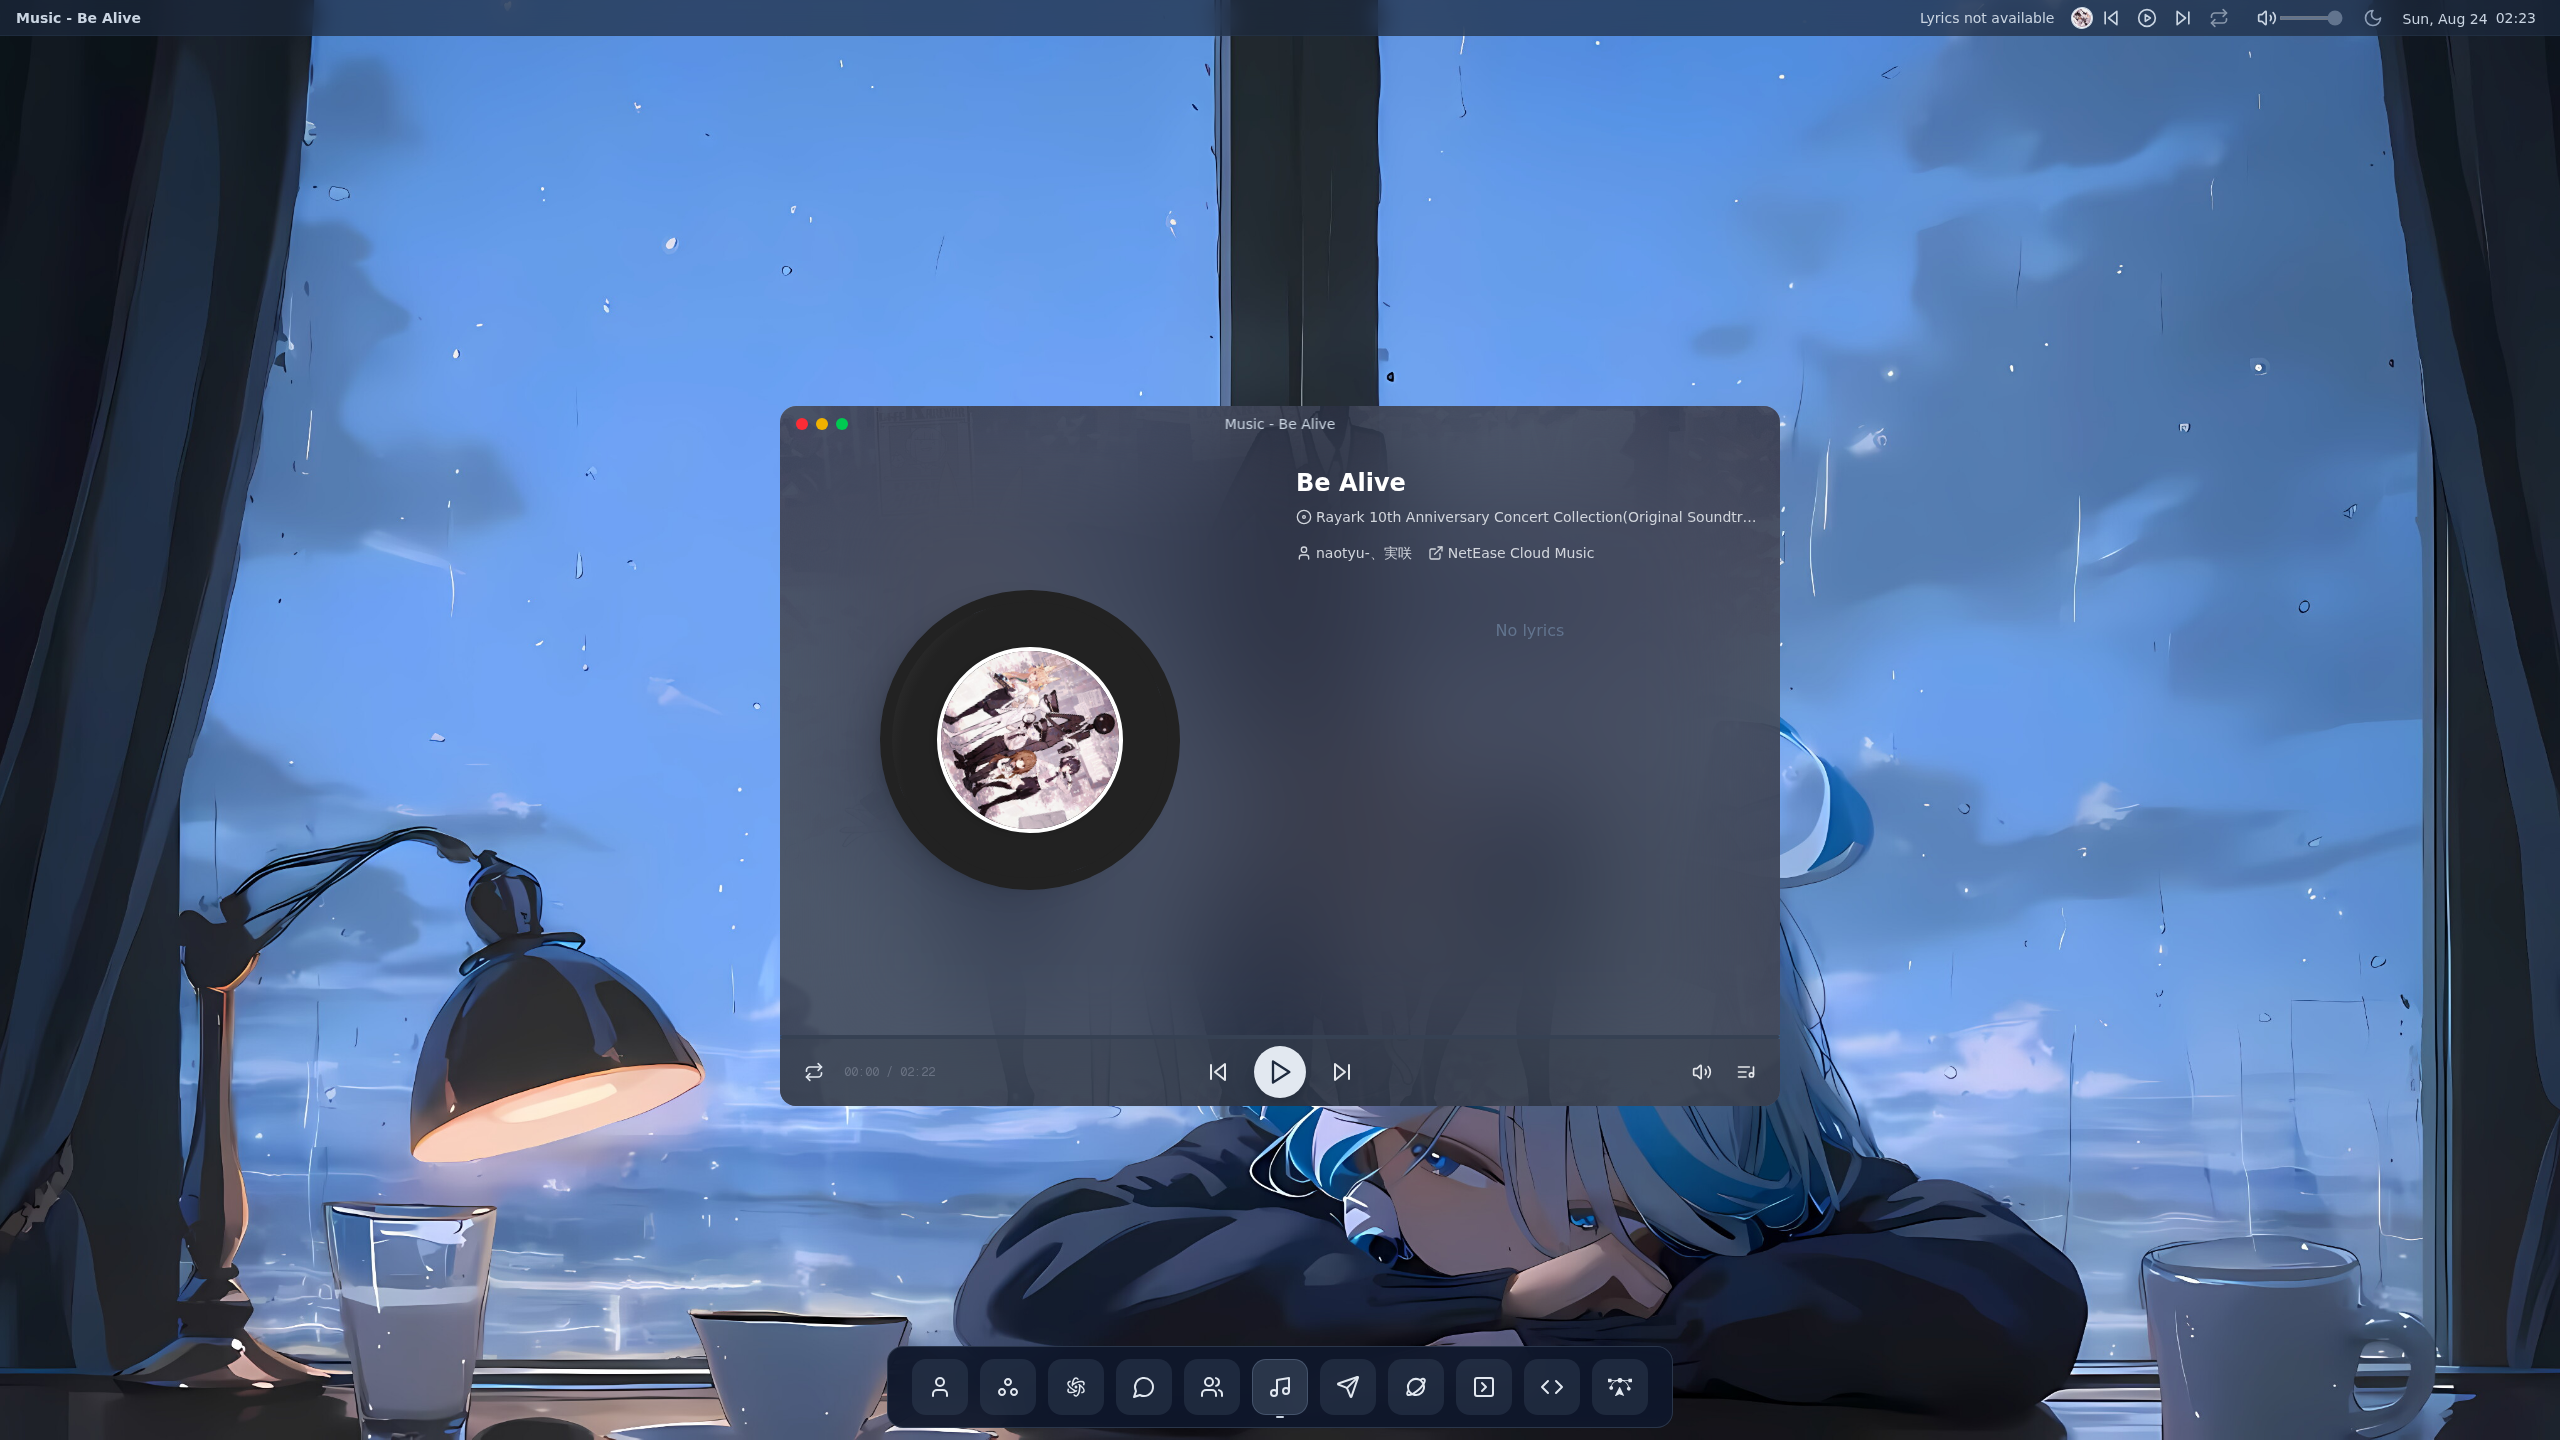 Music - Be Alive
Lyrics not available
Sun, Aug 24 02:23
Music - Be Alive
Be Alive
Rayark 10th Anniversary Concert Collection(Original Soundtr...
naotyu-、実咲 NetEase Cloud Music
No lyrics
00:00 / 02:22